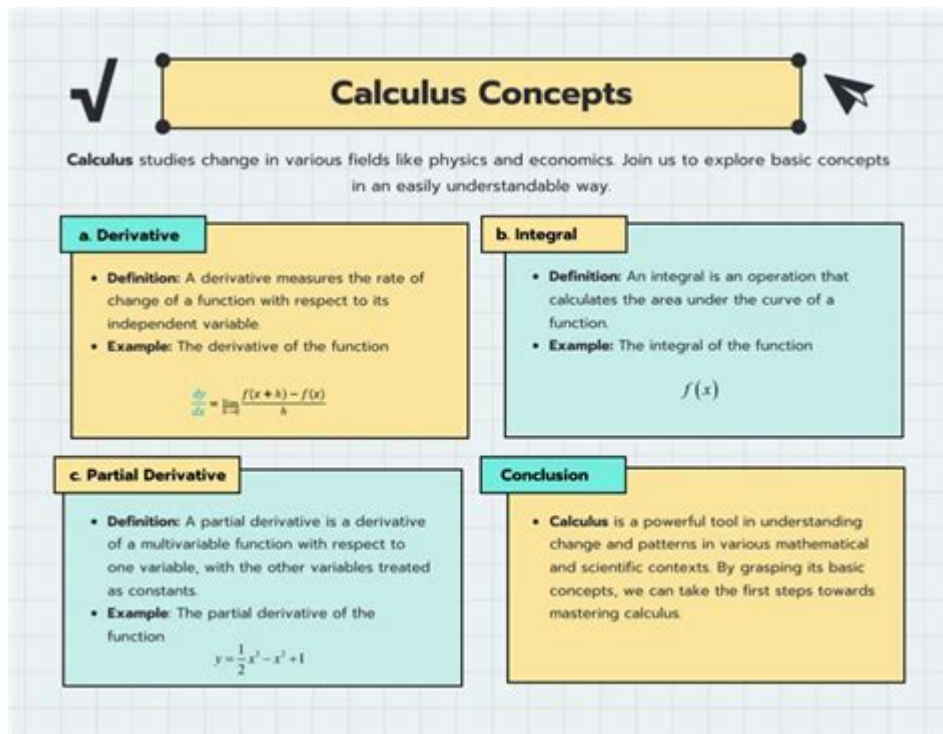 √
Calculus Concepts
Calculus studies change in various fields like physics and economics. Join us to explore basic concepts
in an easily understandable way.
a. Derivative
• Definition: A derivative measures the rate of
change of a function with respect to its
independent variable.
• Example: The derivative of the function
dy/dx = lim h→0 f(x + h) − f(x) / h
b. Integral
• Definition: An integral is an operation that
calculates the area under the curve of a
function.
• Example: The integral of the function
f(x)
c. Partial Derivative
• Definition: A partial derivative is a derivative
of a multivariable function with respect to
one variable, with the other variables treated
as constants.
• Example: The partial derivative of the
function
Conclusion
• Calculus is a powerful tool in understanding
change and patterns in various mathematical
and scientific contexts. By grasping its basic
concepts, we can take the first steps towards
mastering calculus.